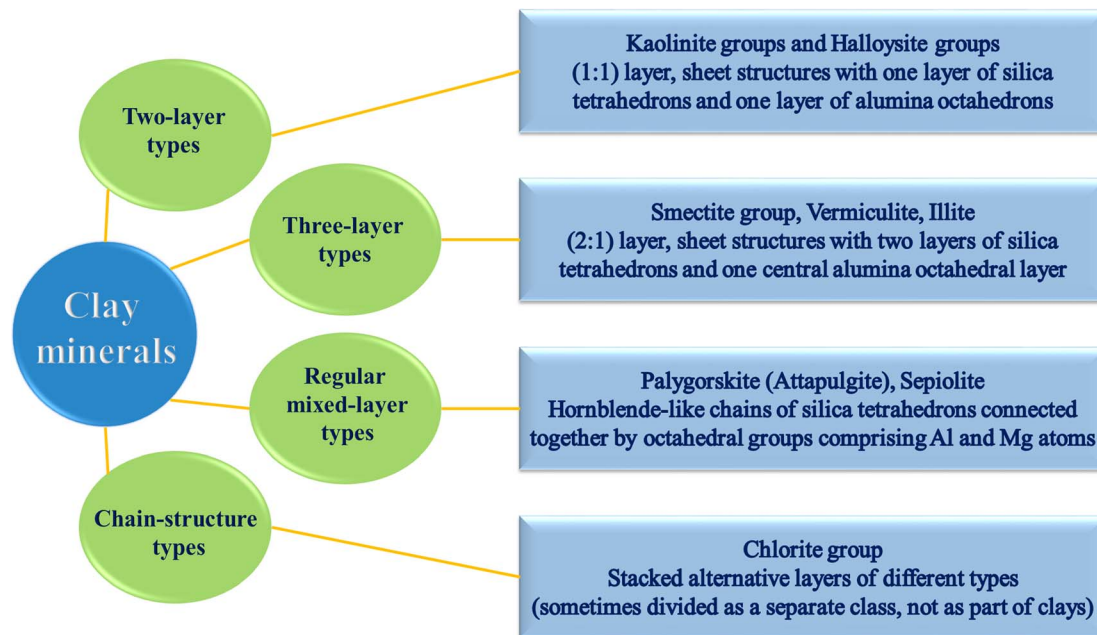 Clay
minerals
Two-layer
types
Kaolinite groups and Halloysite groups
(1:1) layer, sheet structures with one layer of silica
tetrahedrons and one layer of alumina octahedrons
Three-layer
types
Smectite group, Vermiculite, Illite
(2:1) layer, sheet structures with two layers of silica
tetrahedrons and one central alumina octahedral layer
Regular
mixed-layer
types
Palygorskite (Attapulgite), Sepiolite
Hornblende-like chains of silica tetrahedrons connected
together by octahedral groups comprising Al and Mg atoms
Chain-structure
types
Chlorite group
Stacked alternative layers of different types
(sometimes divided as a separate class, not as part of clays)